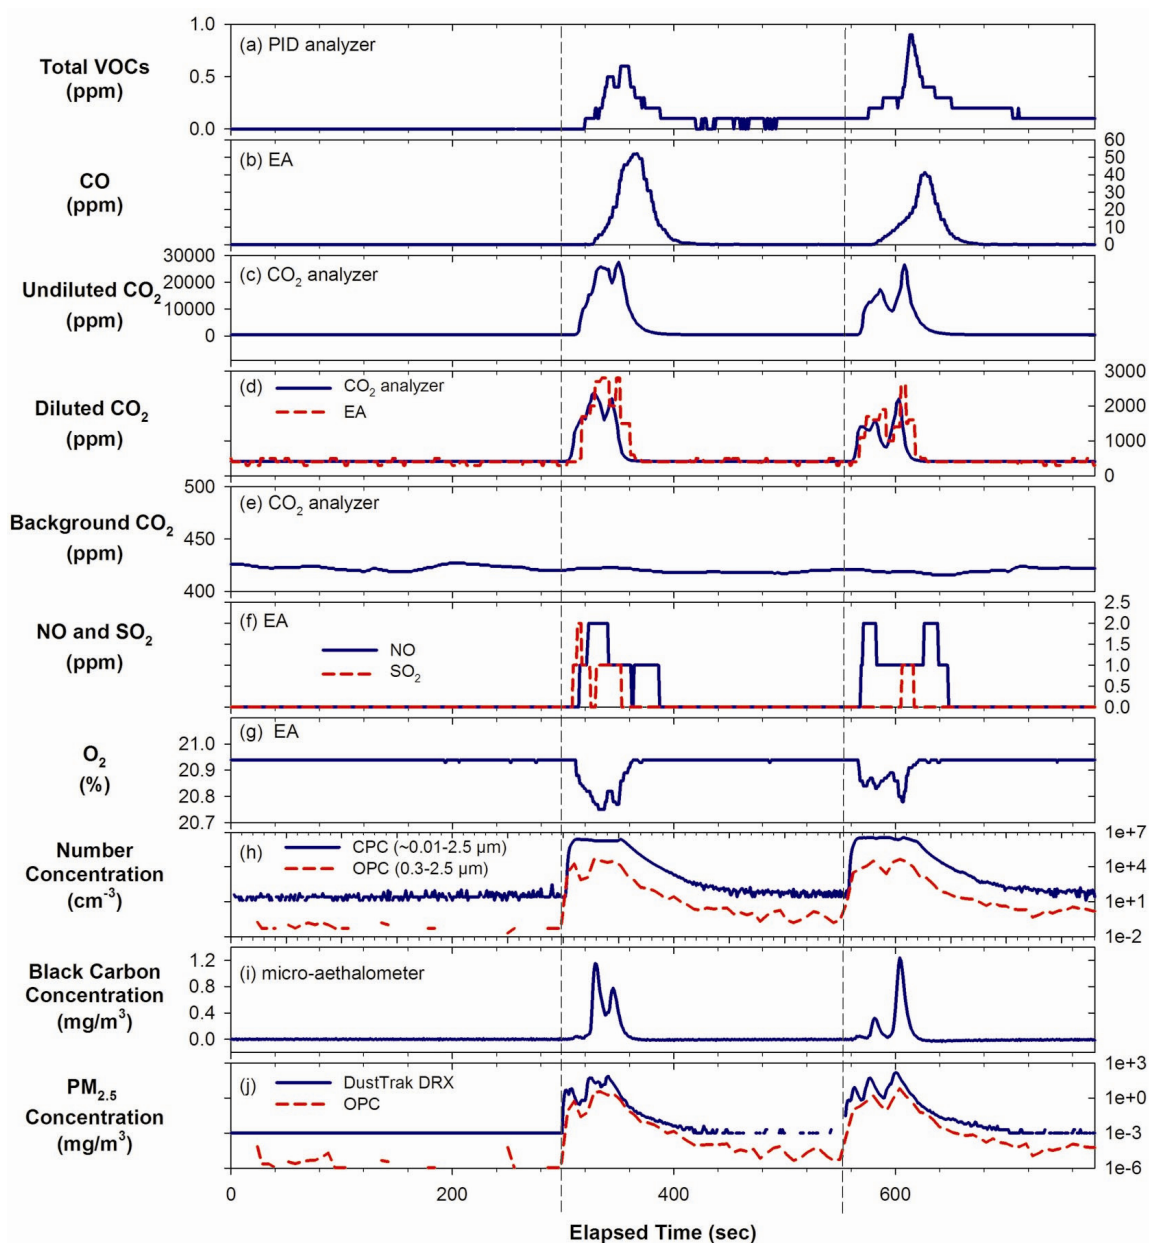 Total VOCs
(ppm)
1.0
0.5
0.0
(a) PID analyzer
CO
(ppm)
(b) EA
60
50
40
30
20
10
0
Undiluted CO₂
(ppm)
30000
20000
10000
0
(c) CO₂ analyzer
Diluted CO₂
(ppm)
(d)
CO₂ analyzer
EA
3000
2000
1000
0
Background CO₂
(ppm)
500
450
400
(e) CO₂ analyzer
NO and SO₂
(ppm)
(f) EA
NO
SO₂
2.5
2.0
1.5
1.0
0.5
0.0
O₂
(%)
21.0
20.9
20.8
20.7
(g) EA
Number
Concentration
(cm⁻³)
(h)
CPC (~0.01-2.5 µm)
OPC (0.3-2.5 µm)
1e+7
1e+4
1e+1
1e-2
Black Carbon
Concentration
(mg/m³)
1.2
0.8
0.4
0.0
(i) micro-aethalometer
PM₂.₅
Concentration
(mg/m³)
(j)
DustTrak DRX
OPC
1e+3
1e+0
1e-3
1e-6
0 200 400 600
Elapsed Time (sec)